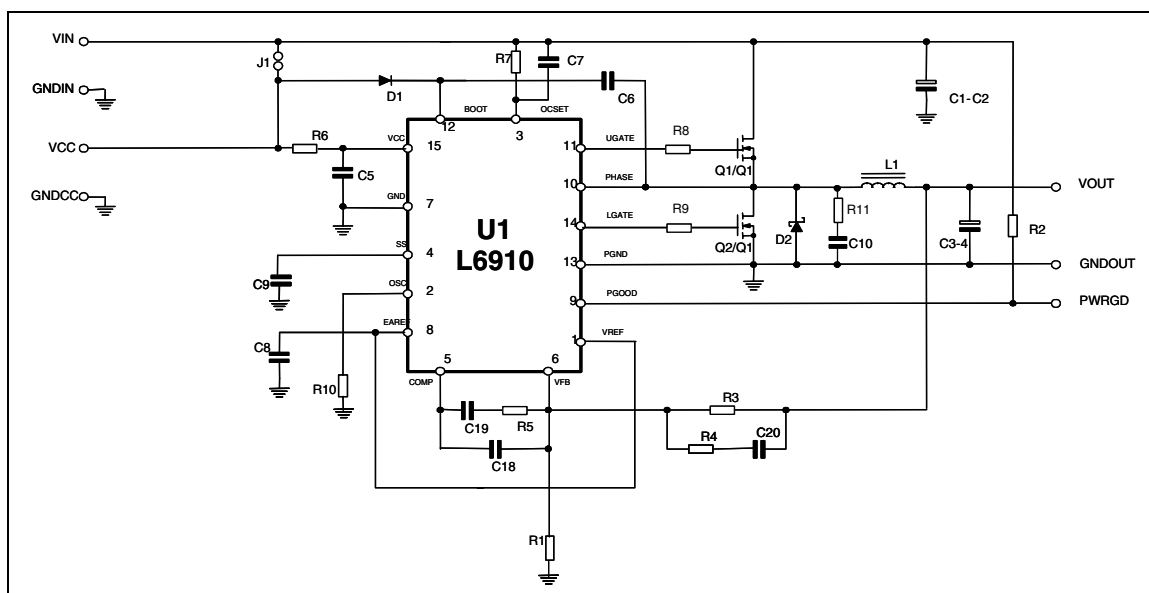 VIN
J1
R7
C7
GNDIN
D1
C6
C1-C2
BOOT
OCSET
12
3
VCC
R6
VCC
15
11
UGATE
R8
Q1/Q1
C5
L1
GNDCC
GND
7
10
PHASE
VOUT
U1
L6910
14
LGATE
R9
Q2/Q1
D2
R11
C10
C3-4
R2
SS
4
13
PGND
GNDOUT
C9
OSC
2
9
PGOOD
PWRGD
EAREF
8
1
VREF
C8
R10
5
6
COMP
VFB
C19
R5
R3
R4
C20
C18
R1